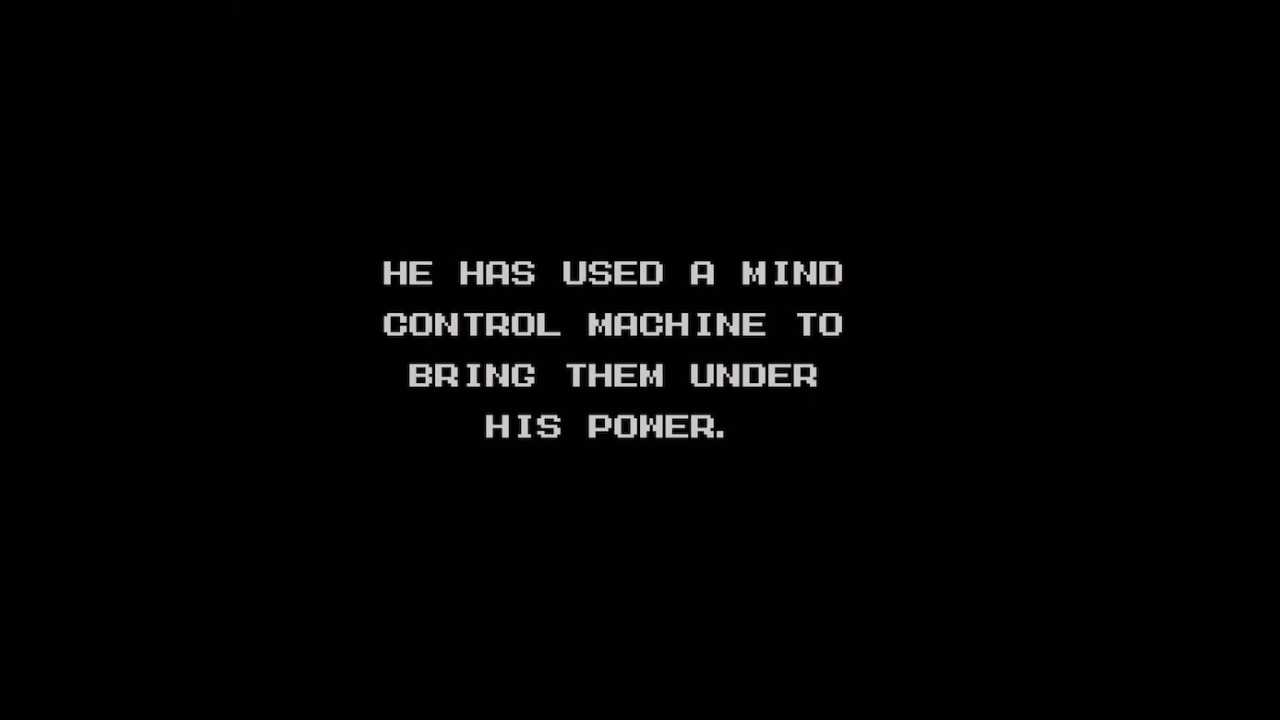 HE HAS USED A MIND
CONTROL MACHINE TO
BRING THEM UNDER
HIS POWER.